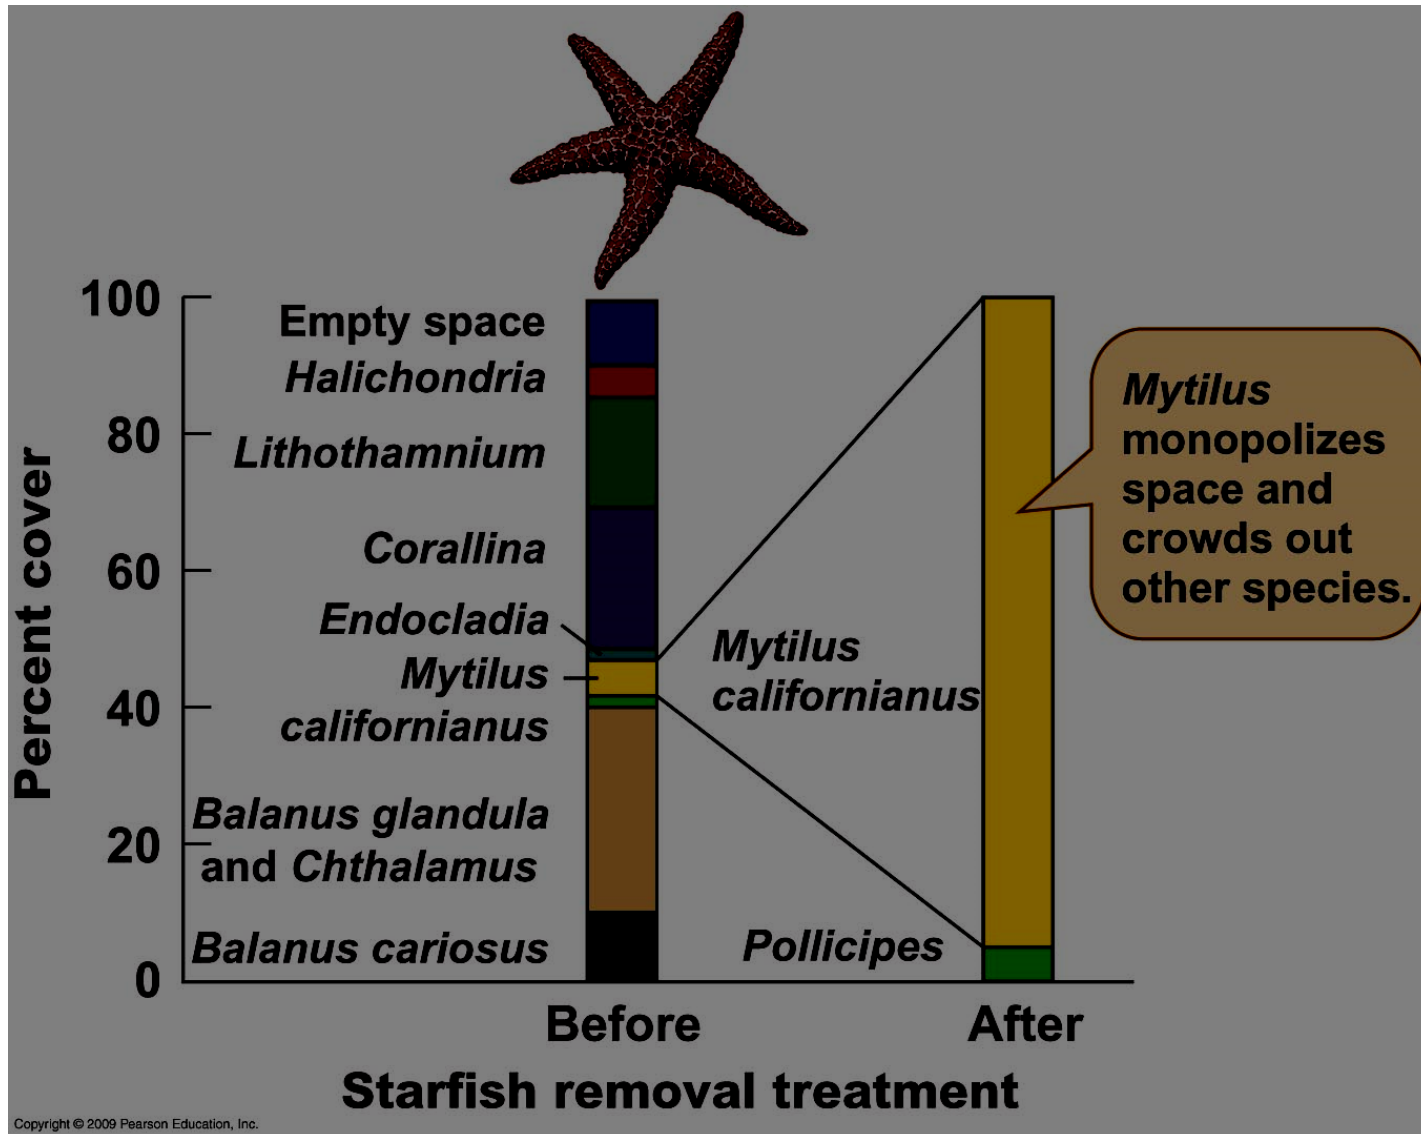 100
80
60
40
20
0
Percent cover
Empty space
Halichondria
Lithothamnium
Corallina
Endocladia
Mytilus
californianus
Balanus glandula
and Chthalamus
Balanus cariosus
Mytilus
californianus
Pollicipes
Mytilus
monopolizes
space and
crowds out
other species.
Before
After
Starfish removal treatment
Copyright © 2009 Pearson Education, Inc.